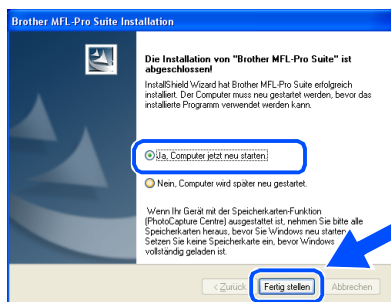 Brother MFL-Pro Suite Installation
Die Installation von "Brother MFL-Pro Suite" ist
abgeschlossen!
InstallShield Wizard hat Brother MFL-Pro Suite erfolgreich
installiert. Der Computer muss neu gestartet werden, bevor das
installierte Programm verwendet werden kann.
Ja, Computer jetzt neu starten.
Nein, Computer wird später neu gestartet.
Wenn Ihr Gerät mit der Speicherkarten-Funktion
(PhotoCapture Centre) ausgestattet ist, nehmen Sie bitte alle
Speicherkarten heraus, bevor Sie Windows neu starten.
Setzen Sie keine Speicherkarte ein, bevor Windows
vollständig geladen ist.
< Zurück Fertig stellen Abbrechen